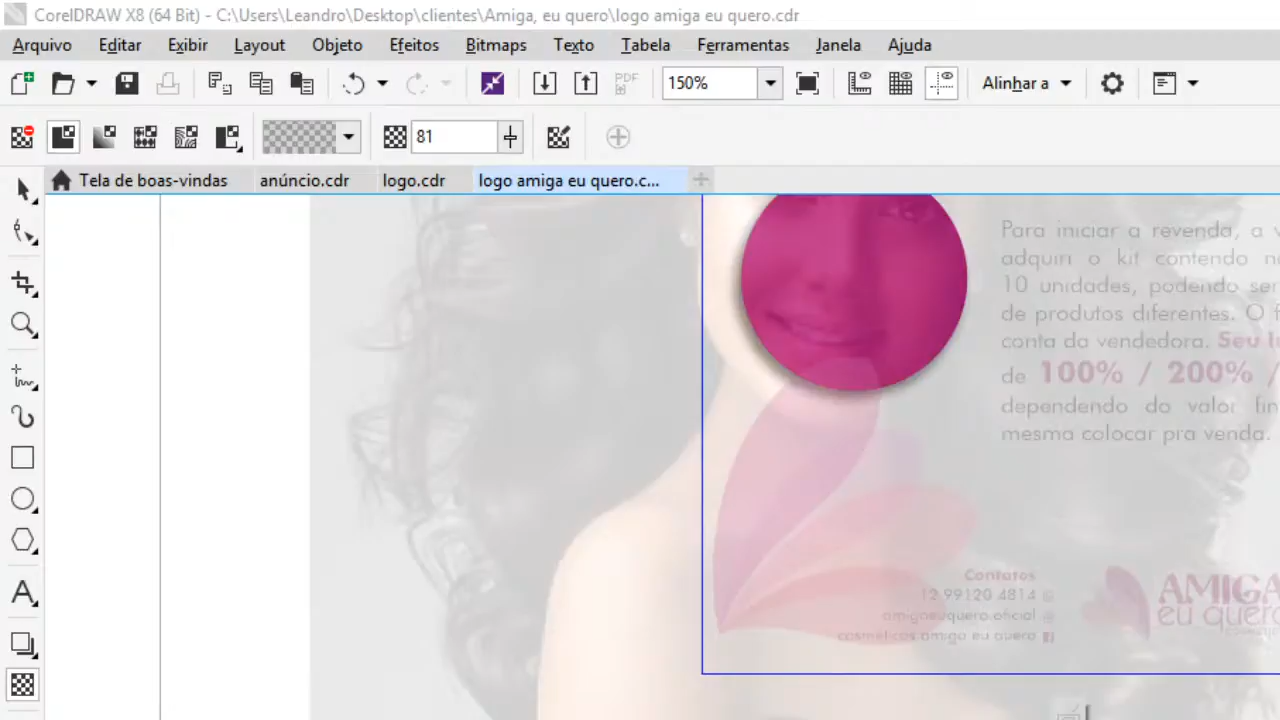 CorelDRAW X8 (64 Bit) - C:\Users\Leandro\Desktop\clientes\Amiga, eu quero\logo amiga eu quero.cdr
Arquivo Editar Exibir Layout Objeto Efeitos Bitmaps Texto Tabela Ferramentas Janela Ajuda
PDF 150% Alinhar a
81
Tela de boas-vindas anúncio.cdr logo.cdr logo amiga eu quero.c...
Para iniciar a revenda, a
adquiri o kit contendo
10 unidades, podendo ser
de produtos diferentes. O
conta da vendedora. Seu
de 100% / 200% /
dependendo do valor
mesma colocar pra venda.
Contatos
12 99120 4814
amigaeuquero.oficial
cosméticos amiga eu quero
AMIGA
eu quero